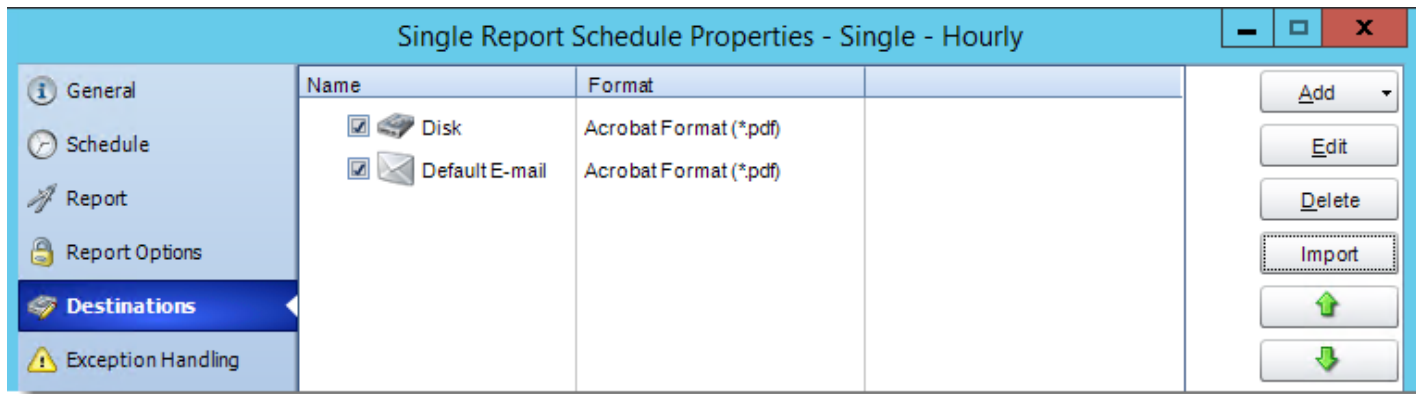 Single Report Schedule Properties - Single - Hourly
X
General
Schedule
Report
Report Options
Destinations
Exception Handling
Name Format
Disk Acrobat Format (*.pdf)
Default E-mail Acrobat Format (*.pdf)
Add
Edit
Delete
Import